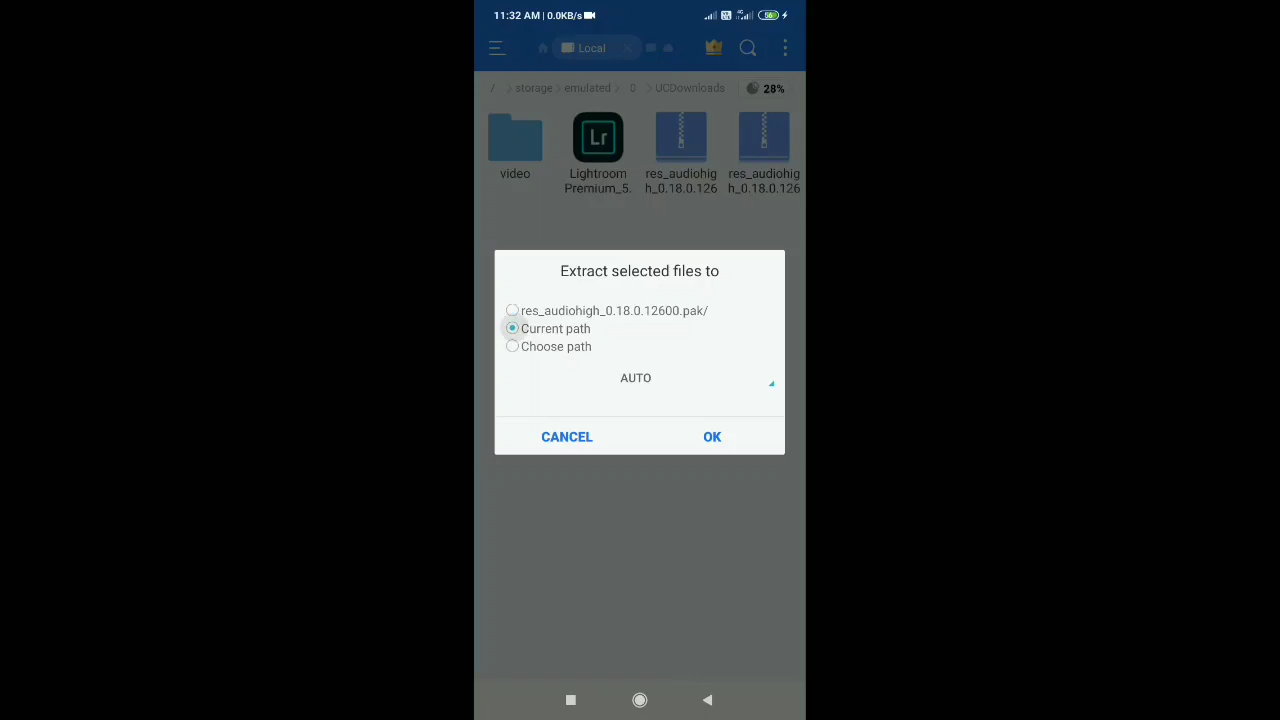 11:32 AM | 0.0KB/s
56
Local
/ storage emulated 0 UCDownloads 28%
Lr
video
Lightroom Premium_5.
res_audiohig
h_0.18.0.126
res_audiohig
h_0.18.0.126
Extract selected files to
res_audiohigh_0.18.0.12600.pak/
Current path
Choose path
AUTO
CANCEL OK